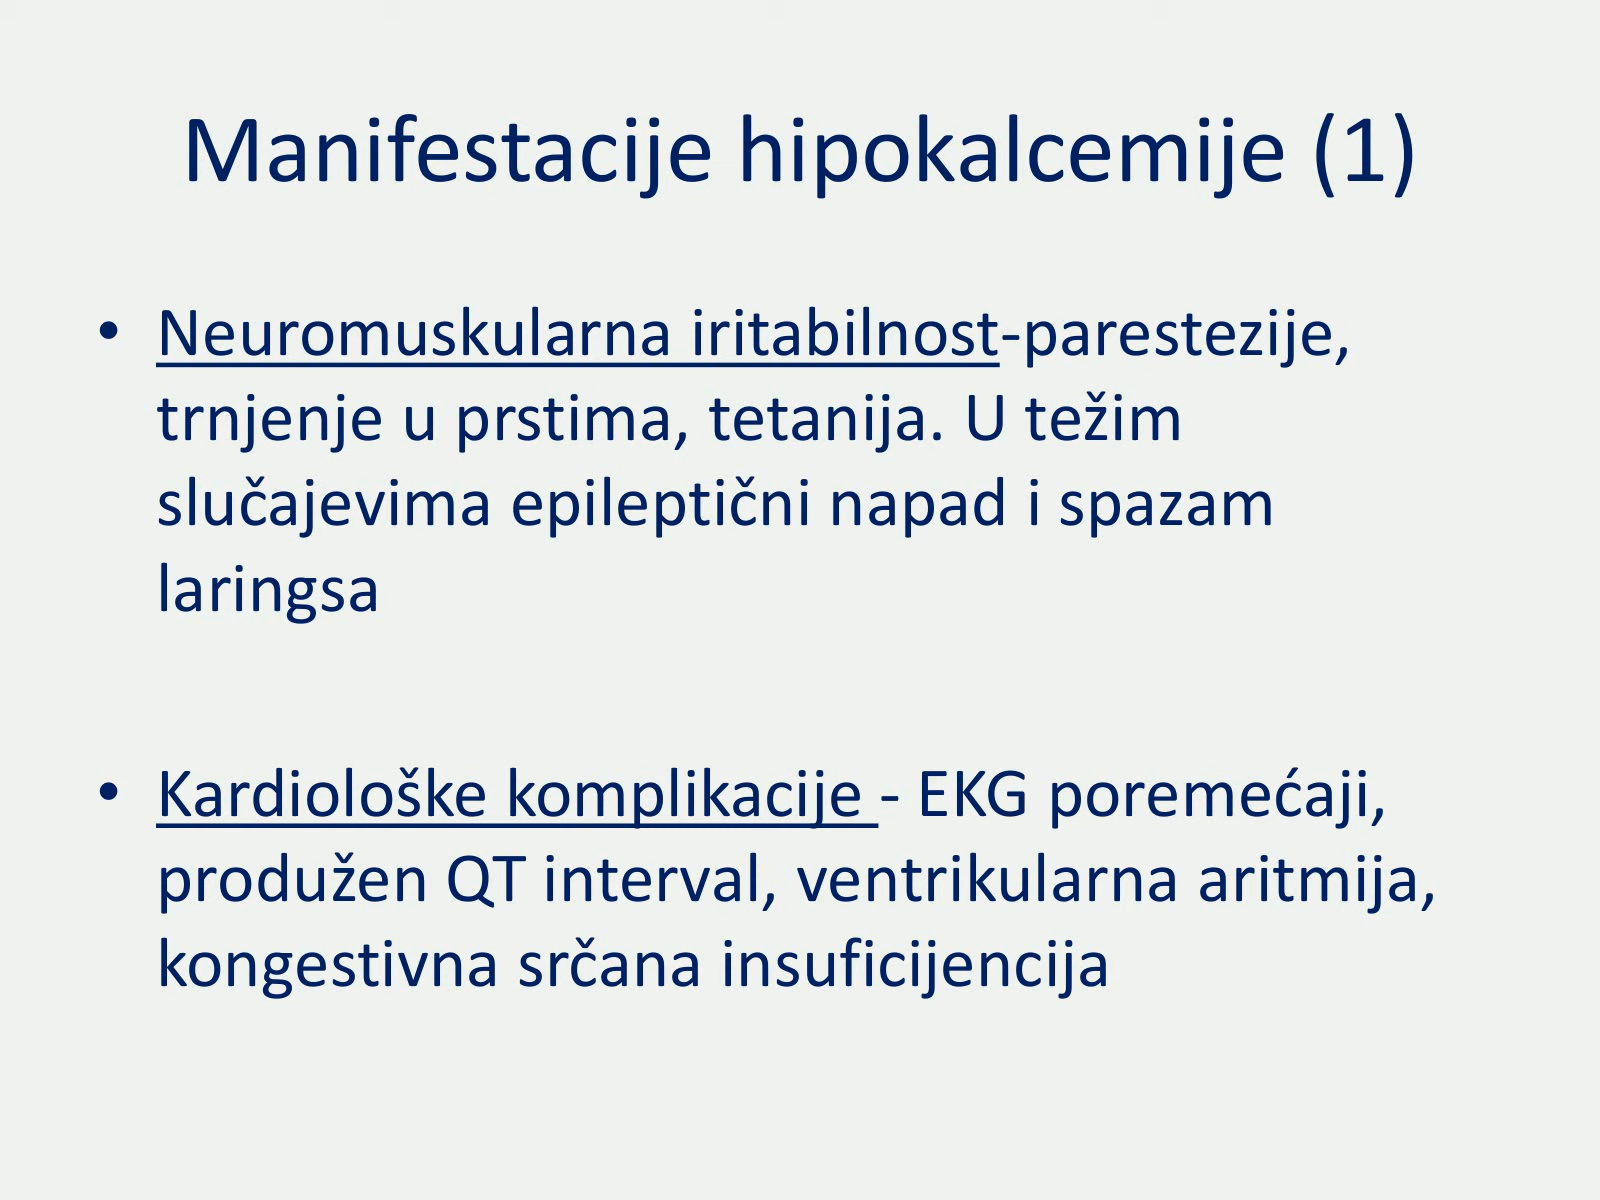 Manifestacije hipokalcemije (1)
• Neuromuskularna iritabilnost-parestezije,
trnjenje u prstima, tetanija. U težim
slučajevima epileptični napad i spazam
laringsa
• Kardiološke komplikacije - EKG poremećaji,
produžen QT interval, ventrikularna aritmija,
kongestivna srčana insuficijencija